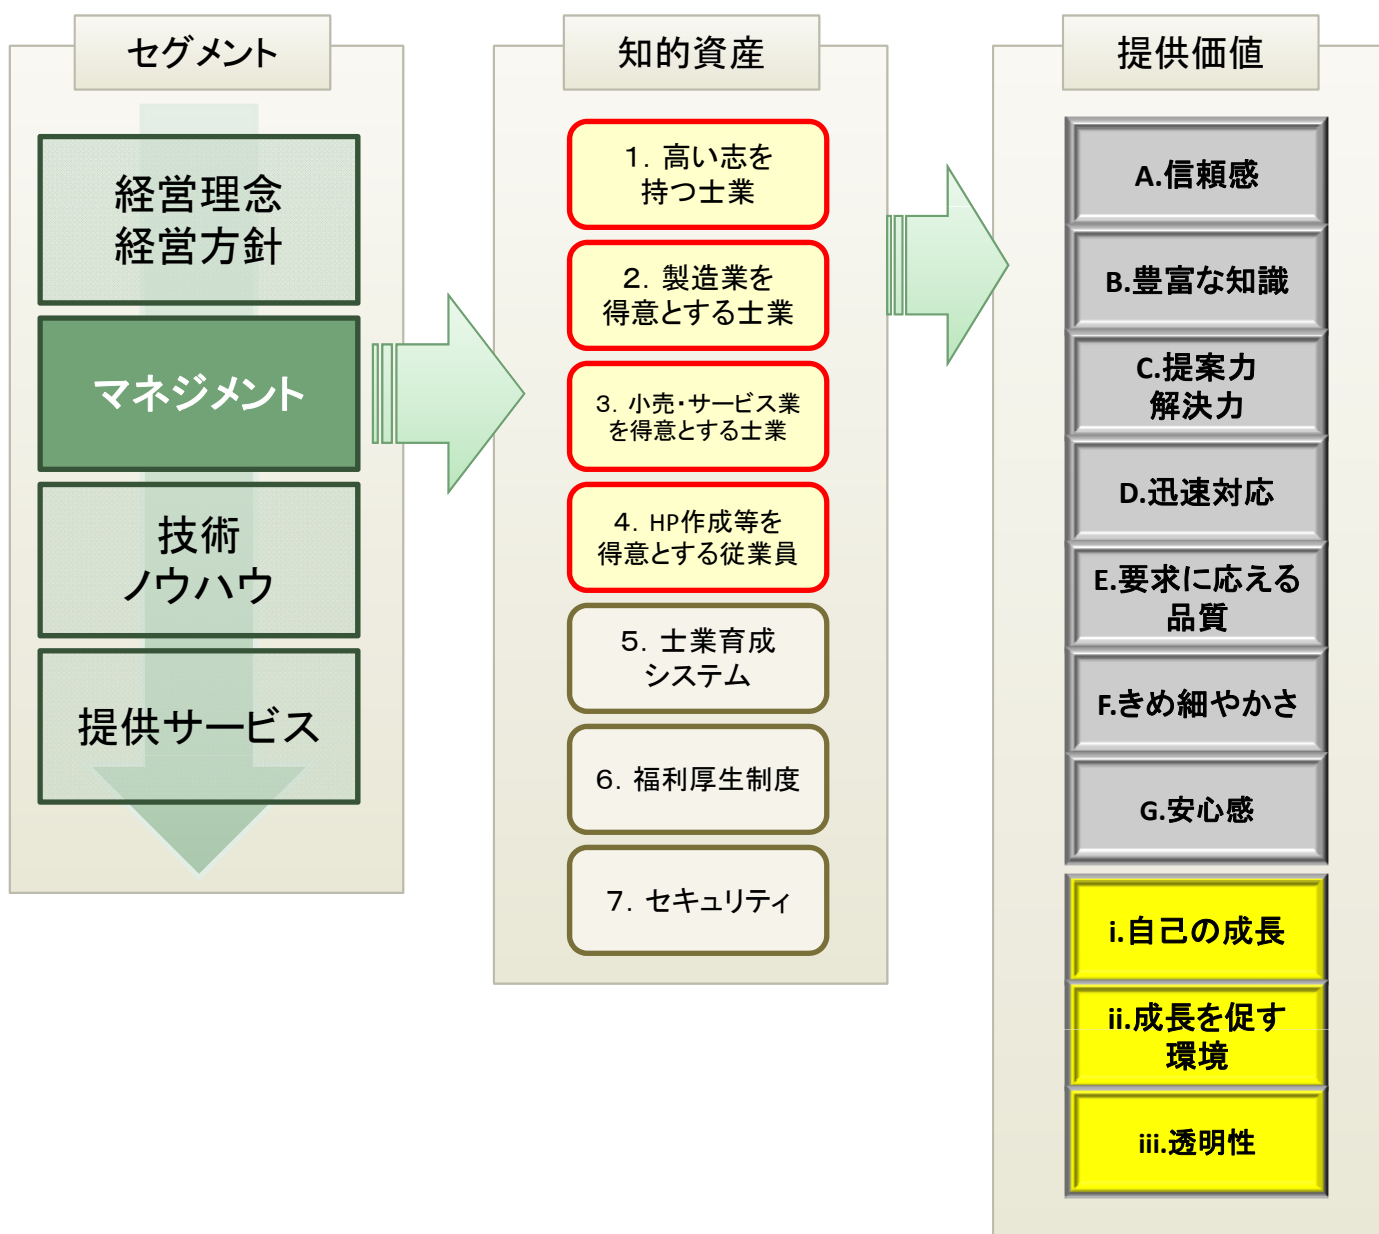 セグメント
経営理念
経営方針
マネジメント
技術
ノウハウ
提供サービス
知的資産
１．高い志を
持つ士業
２．製造業を
得意とする士業
３．小売・サービス業
を得意とする士業
４．HP作成等を
得意とする従業員
５．士業育成
システム
６．福利厚生制度
７．セキュリティ
提供価値
A.信頼感
B.豊富な知識
C.提案力
解決力
D.迅速対応
E.要求に応える
品質
F.きめ細やかさ
G.安心感
i.自己の成長
ii.成長を促す
環境
iii.透明性